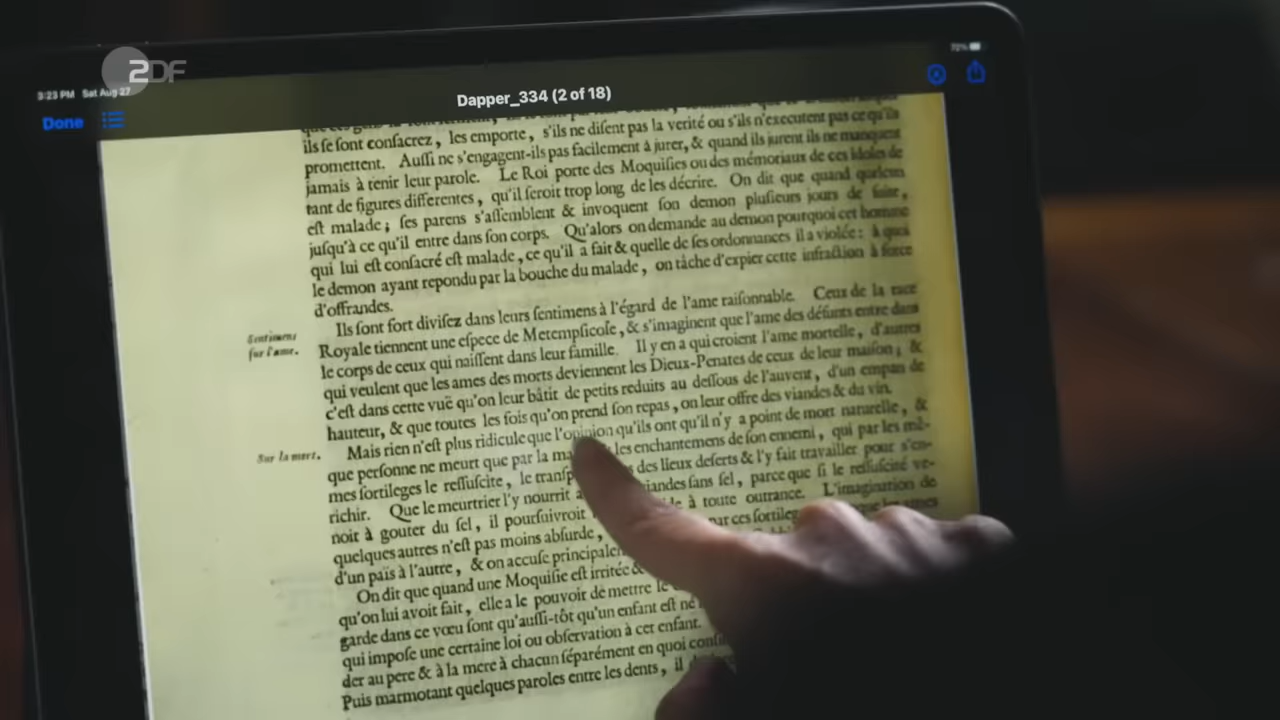 ZDF
3:23 PM Sat Aug 27
72%
Done
Dapper_334 (2 of 18)
ils ſe ſont conſacrez, les emporte, s'ils ne diſent pas la verité ou s'ils n'executent pas ce qu'ils
promettent. Auſſi ne s'engagent-ils pas facilement à jurer, & quand ils jurent ils ne manquent
jamais à tenir leur parole. Le Roi porte des Moquiſies ou des mémoriaux de ces Idoles de
tant de figures differentes, qu'il ſeroit trop long de les décrire. On dit que quand quelcun
eſt malade; ſes parens s'aſſemblent & invoquent ſon demon pluſieurs jours de ſuite,
juſqu'à ce qu'il entre dans ſon corps. Qu'alors on demande au demon pourquoi cet homme
qui lui eſt conſacré eſt malade, ce qu'il a fait & quelle de ſes ordonnances il a violée: à quoi
le demon ayant repondu par la bouche du malade, on tâche d'expier cette infraction à force
d'offrandes.
Sentimens
ſur l'ame.
Ils ſont fort diviſez dans leurs ſentimens à l'égard de l'ame raiſonnable. Ceux de la race
Royale tiennent une eſpece de Metempſicoſe, & s'imaginent que l'ame des défunts entre dans
le corps de ceux qui naiſſent dans leur famille. Il y en a qui croient l'ame mortelle, d'autres
qui veulent que les ames des morts deviennent les Dieux-Penates de ceux de leur maiſon; &
c'eſt dans cette vuë qu'on leur bâtit de petits reduits au deſſous de l'auvent, d'un empan de
hauteur, & que toutes les fois qu'on prend ſon repas, on leur offre des viandes & du vin.
Sur la mort.
Mais rien n'eſt plus ridicule que l'opinion qu'ils ont qu'il n'y a point de mort naturelle, &
que perſonne ne meurt que par la les enchantemens de ſon ennemi, qui par les mê-
mes ſortileges le reſſuſcite, le des lieux deſerts & l'y fait travailler pour s'en-
richir. Que le meurtrier l'y nourrit ſans ſel, parce que ſi le reſſuſcité ve-
noit à gouter du ſel, il pourſuivroit à toute outrance. L'imagination de
quelques autres n'eſt pas moins abſurde, par ces
d'un païs à l'autre, & on accuſe
On dit que quand une Moquiſie eſt irritée
qu'on lui avoit fait, elle a le pouvoir de mettre
garde dans ce vœu ſont qu'auſſi-tôt qu'un enfant eſt né
qui impoſe une certaine loi ou obſervation à cet enfant.
der au pere & à la mere à chacun ſéparément en quoi
Puis marmotant quelques paroles entre les dents, il